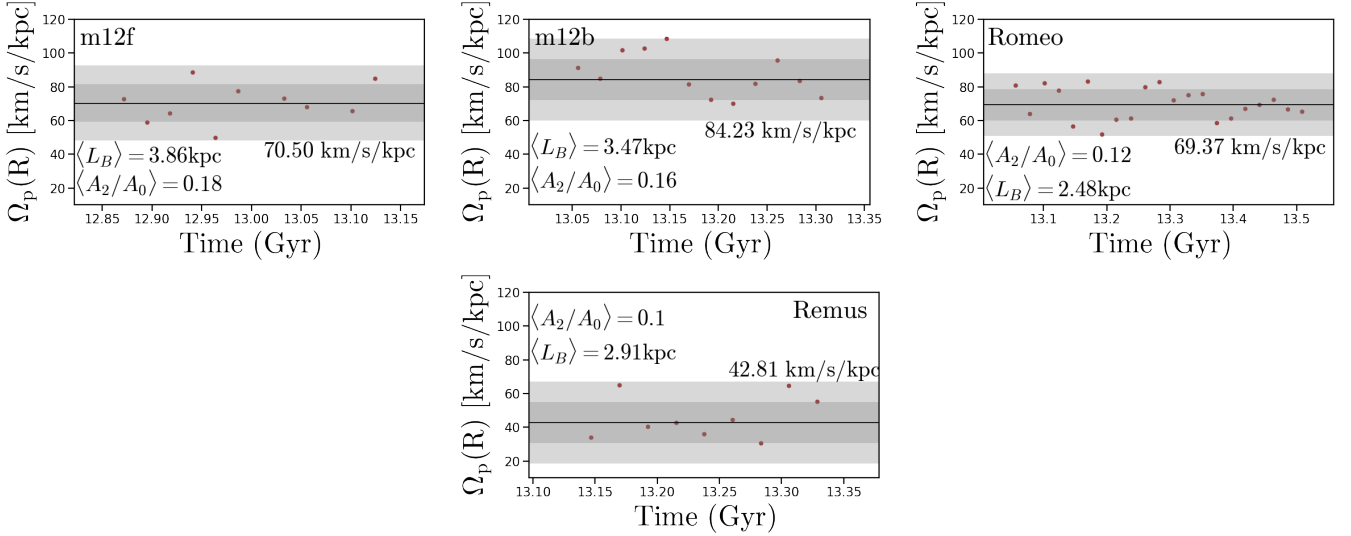 m12f
Ωp(R) [km/s/kpc]
120
100
80
60
40
20
⟨L_B⟩ = 3.86kpc
70.50 km/s/kpc
⟨A_2/A_0⟩ = 0.18
12.85 12.90 12.95 13.00 13.05 13.10 13.15
Time (Gyr)
m12b
Ωp(R) [km/s/kpc]
120
100
80
60
40
20
84.23 km/s/kpc
⟨L_B⟩ = 3.47kpc
⟨A_2/A_0⟩ = 0.16
13.05 13.10 13.15 13.20 13.25 13.30 13.35
Time (Gyr)
Romeo
Ωp(R) [km/s/kpc]
120
100
80
60
40
20
69.37 km/s/kpc
⟨A_2/A_0⟩ = 0.12
⟨L_B⟩ = 2.48kpc
13.1 13.2 13.3 13.4 13.5
Time (Gyr)
Remus
Ωp(R) [km/s/kpc]
120
100
80
60
40
20
⟨A_2/A_0⟩ = 0.1
⟨L_B⟩ = 2.91kpc
42.81 km/s/kpc
13.10 13.15 13.20 13.25 13.30 13.35
Time (Gyr)